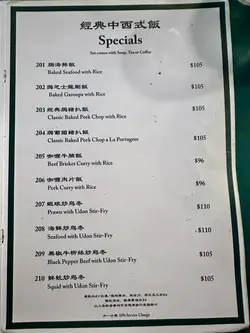 經典中西式飯
Specials
Set comes with Soup, Tea or Coffee
201 焗海鮮飯 $105
Baked Seafood with Rice
202 焗芝士龍脷飯 $105
Baked Garoupa with Rice
203 經典焗豬扒飯 $105
Classic Baked Pork Chop with Rice
204 焗葡國豬扒飯 $105
Classic Baked Pork Chop a La Portugese
205 咖喱牛腩飯 $96
Beef Brisket Curry with Rice
206 咖喱肉片飯 $96
Pork Curry with Rice
207 蝦球炒烏冬 $110
Prawn with Udon Stir-Fry
208 海鮮炒烏冬 $110
Seafood with Udon Stir-Fry
209 黑椒牛柳絲炒烏冬 $105
Black Pepper Beef with Udon Stir-Fry
210 鮮魷炒烏冬 $105
Squid with Udon Stir-Fry
加一小費 10% Service Charge